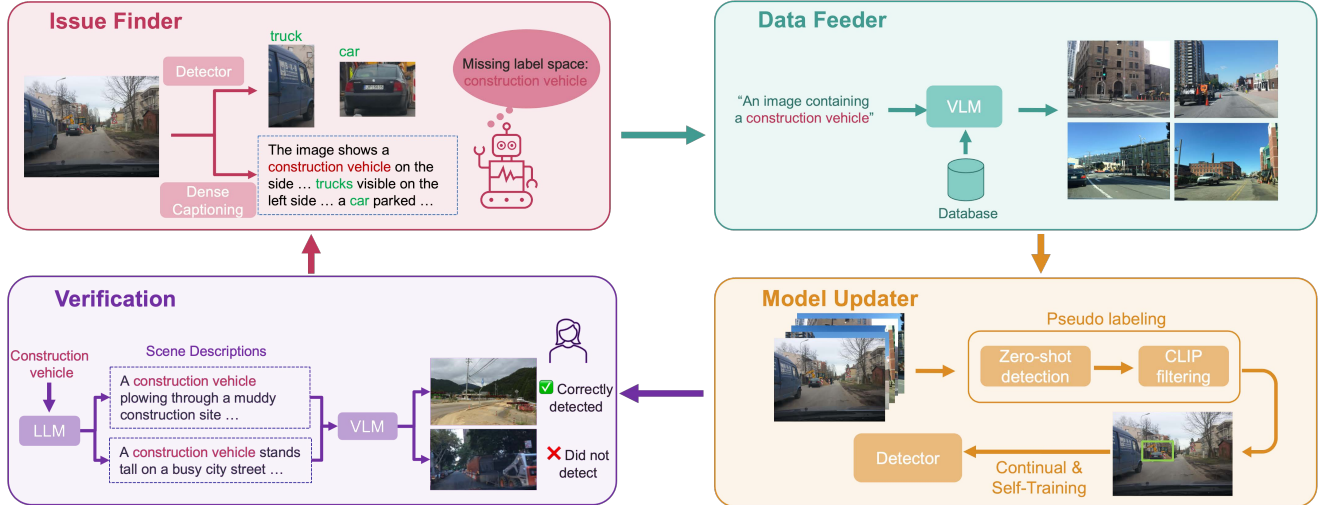 Issue Finder
Detector
truck
car
Missing label space:
construction vehicle
Dense
Captioning
The image shows a
construction vehicle on the
side … trucks visible on the
left side … a car parked …
Data Feeder
“An image containing
a construction vehicle”
VLM
Database
Verification
Construction
vehicle
LLM
Scene Descriptions
A construction vehicle
plowing through a muddy
construction site …
A construction vehicle stands
tall on a busy city street …
VLM
Correctly
detected
Did not
detect
Model Updater
Pseudo labeling
Zero-shot
detection
CLIP
filtering
Detector
Continual &
Self-Training